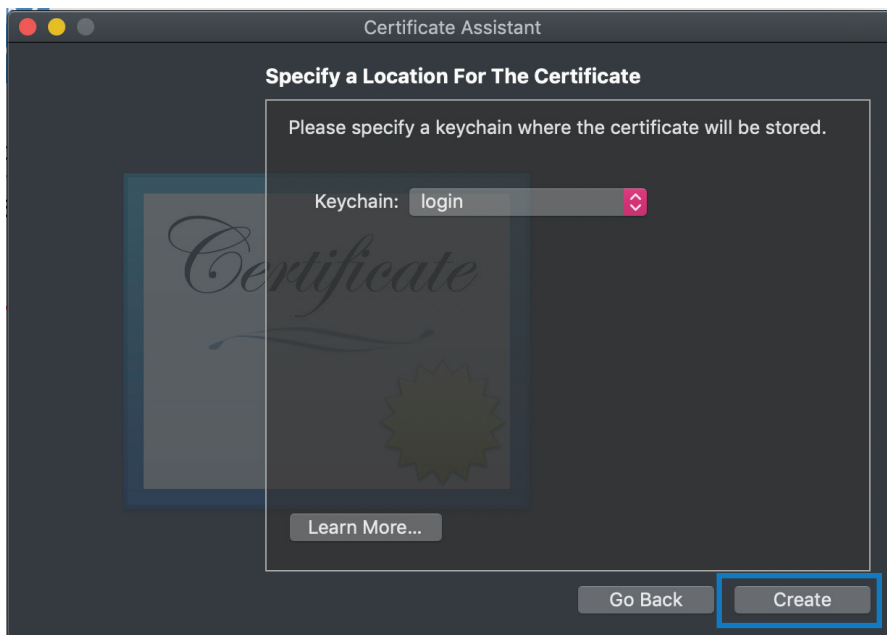 Certificate Assistant
Specify a Location For The Certificate
Please specify a keychain where the certificate will be stored.
Keychain: login
Certificate
Learn More...
Go Back Create